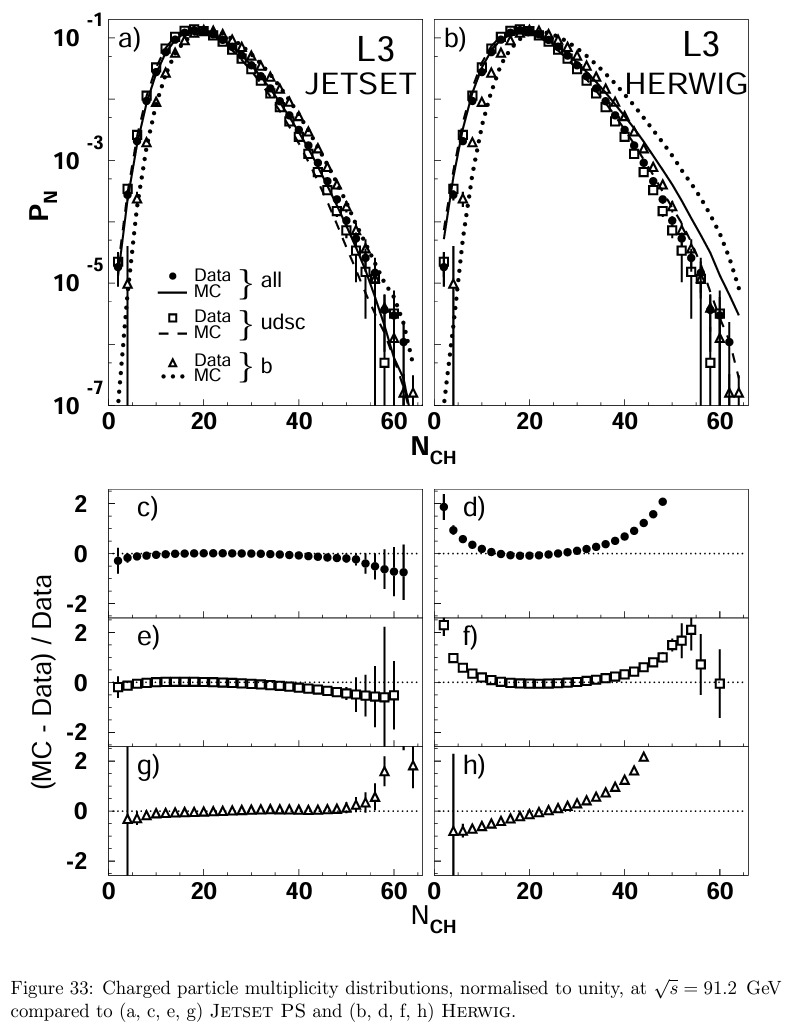 a)
L3
JETSET
b)
L3
HERWIG
10 -1
10 -3
10 -5
10 -7
P_N
Data
MC } all
Data
MC } udsc
Data
MC } b
0 20 40 60
0 20 40 60
N_CH
c)
d)
2
0
-2
e)
f)
2
0
-2
g)
h)
2
0
-2
(MC - Data) / Data
0 20 40 60
0 20 40 60
N_CH
Figure 33: Charged particle multiplicity distributions, normalised to unity, at √s = 91.2 GeV
compared to (a, c, e, g) JETSET PS and (b, d, f, h) HERWIG.